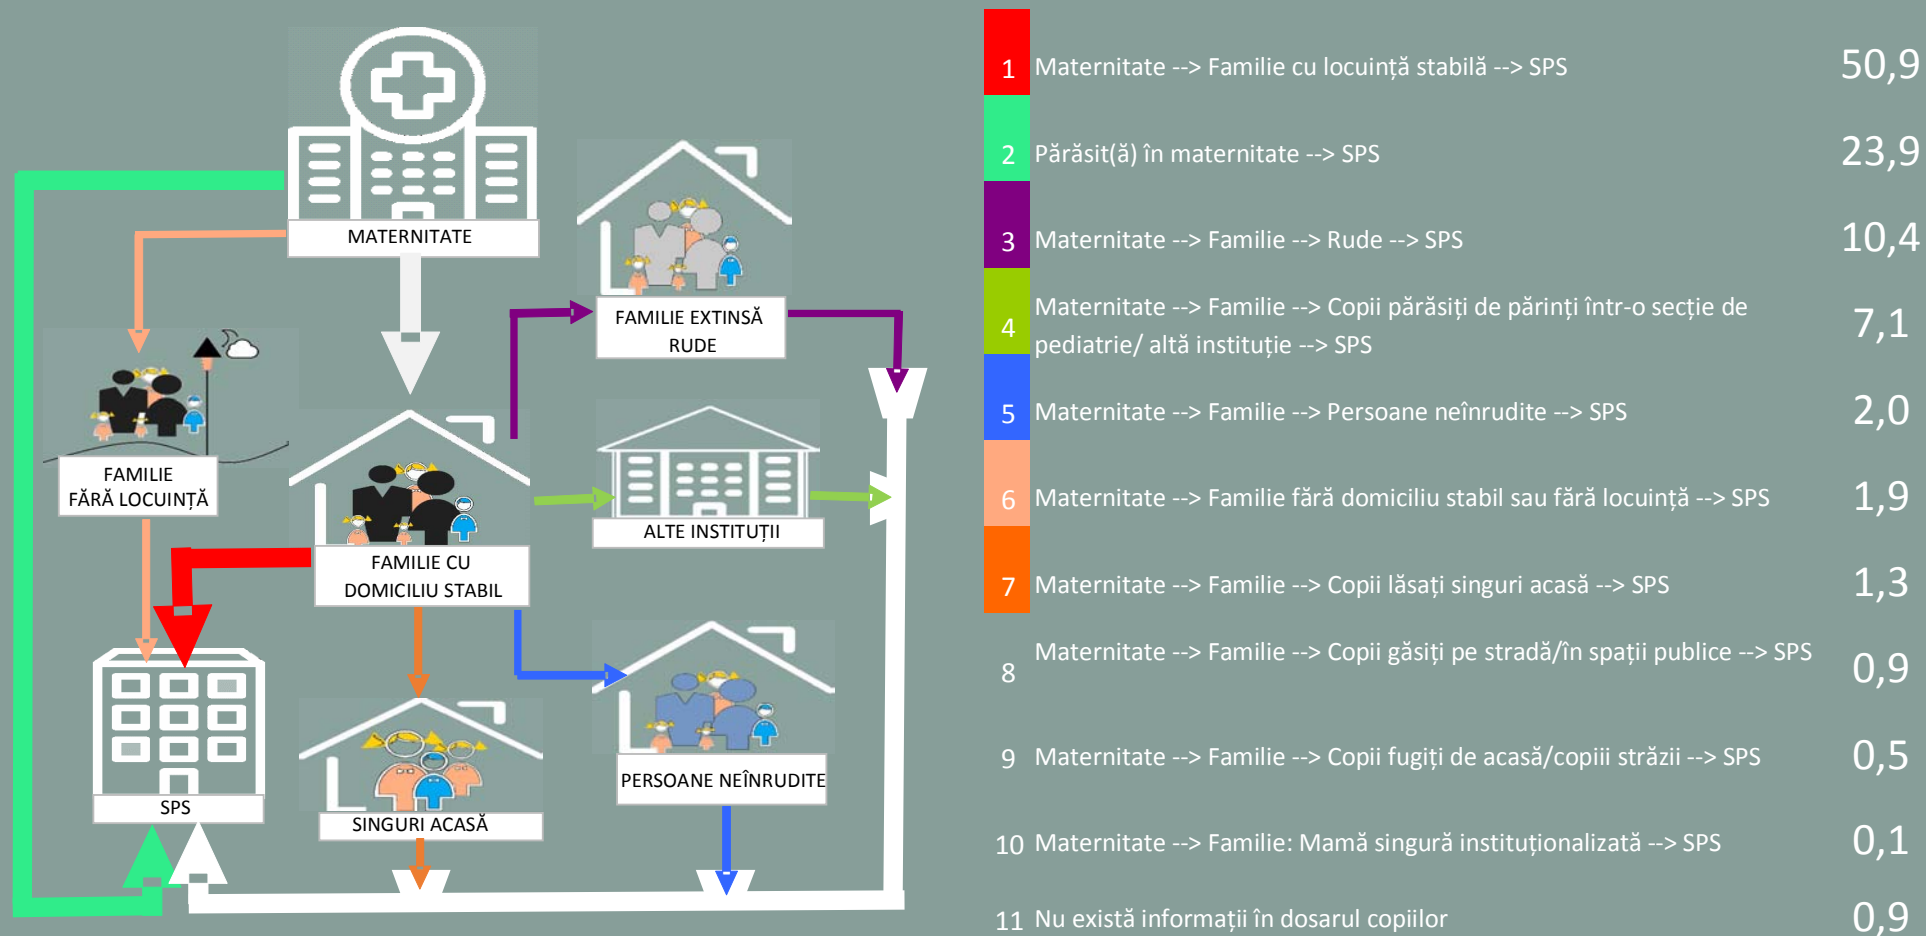 MATERNITATE
FAMILIE EXTINSĂ
RUDE
FAMILIE
FĂRĂ LOCUINȚĂ
ALTE INSTITUȚII
FAMILIE CU
DOMICILIU STABIL
PERSOANE NEÎNRUDITE
SPS
SINGURI ACASĂ
1 Maternitate --> Familie cu locuință stabilă --> SPS 50,9
2 Părăsit(ă) în maternitate --> SPS 23,9
3 Maternitate --> Familie --> Rude --> SPS 10,4
4 Maternitate --> Familie --> Copii părăsiți de părinți într-o secție de
pediatrie/ altă instituție --> SPS 7,1
5 Maternitate --> Familie --> Persoane neînrudite --> SPS 2,0
6 Maternitate --> Familie fără domiciliu stabil sau fără locuință --> SPS 1,9
7 Maternitate --> Familie --> Copii lăsați singuri acasă --> SPS 1,3
8 Maternitate --> Familie --> Copii găsiți pe stradă/în spații publice --> SPS 0,9
9 Maternitate --> Familie --> Copii fugiți de acasă/copiii străzii --> SPS 0,5
10 Maternitate --> Familie: Mamă singură instituționalizată --> SPS 0,1
11 Nu există informații în dosarul copiilor 0,9